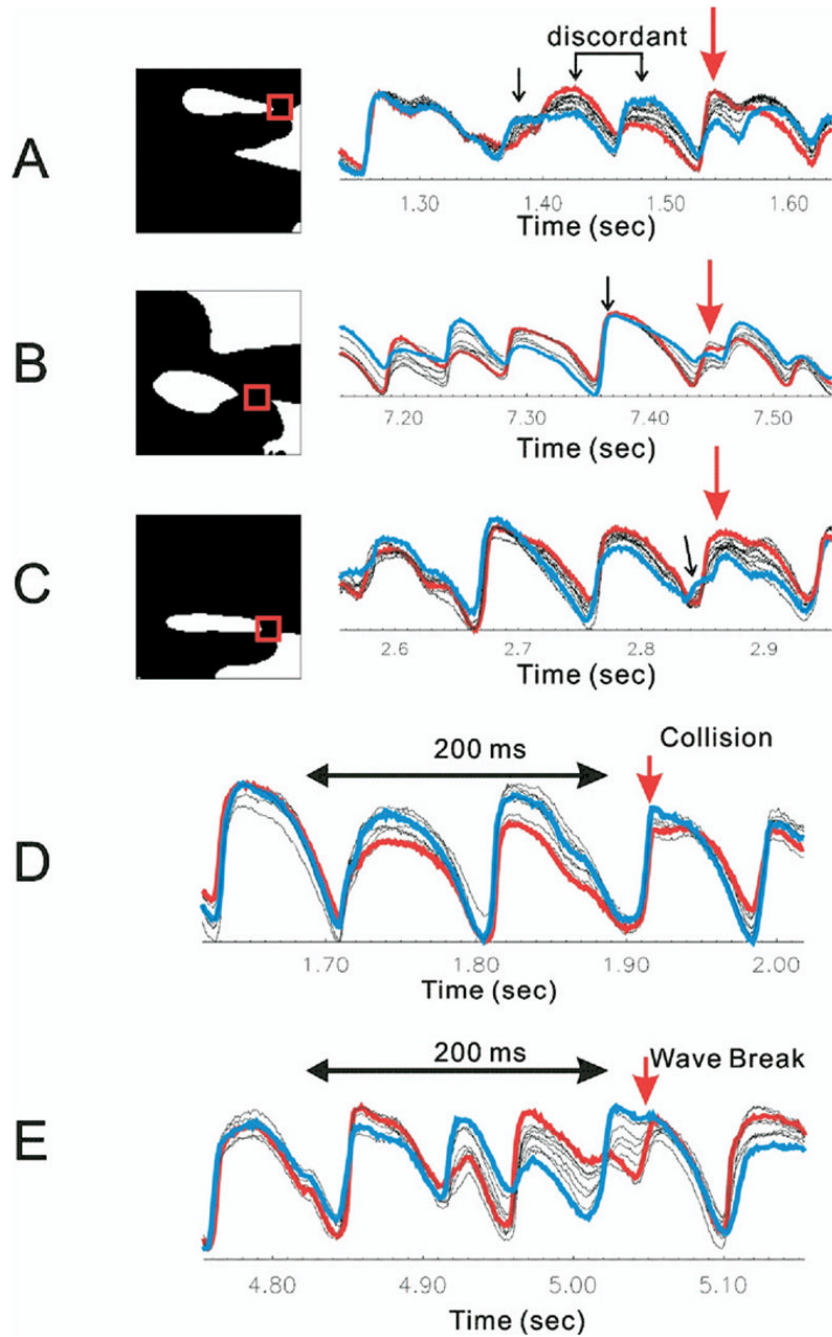 discordant
A
1.30 1.40 1.50 1.60
Time (sec)
B
7.20 7.30 7.40 7.50
Time (sec)
C
2.6 2.7 2.8 2.9
Time (sec)
200 ms
Collision
D
1.70 1.80 1.90 2.00
Time (sec)
200 ms
Wave Break
E
4.80 4.90 5.00 5.10
Time (sec)